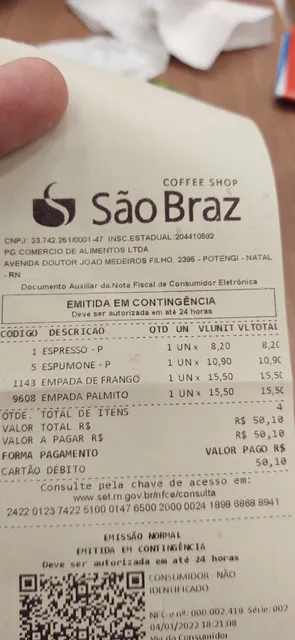 COFFEE SHOP
São Braz
CNPJ: 23.742.261/0001-47 INSC.ESTADUAL:204410592
PG COMERCIO DE ALIMENTOS LTDA
AVENIDA DOUTOR JOAO MEDEIROS FILHO, 2395 - POTENGI - NATAL
- RN
Documento Auxiliar da Nota Fiscal de Consumidor Eletrônica
EMITIDA EM CONTINGÊNCIA
Deve ser autorizada em até 24 horas
CODIGO DESCRICAO QTD UN VLUNIT VLTOTAL
1 ESPRESSO - P 1 UN x 8,20 8,20
5 ESPUMONE - P 1 UN x 10,90 10,90
1143 EMPADA DE FRANGO 1 UN x 15,50 15,50
9608 EMPADA PALMITO 1 UN x 15,50 15,50
QTDE. TOTAL DE ITENS 4
VALOR TOTAL R$ R$ 50,10
VALOR A PAGAR R$ R$ 50,10
FORMA PAGAMENTO VALOR PAGO R$
CARTÃO DÉBITO 50,10
Consulte pela chave de acesso em:
www.set.rn.gov.br/nfce/consulta
2422 0123 7422 5100 0147 6500 2000 0024 1898 6868 8941
EMISSÃO NORMAL
EMITIDA EM CONTINGÊNCIA
Deve ser autorizada em até 24 horas
CONSUMIDOR - NÃO
IDENTIFICADO
NFC-e nº: 000.002.418 Série: 002
04/01/2022 18:21:08
Via do Consumidor